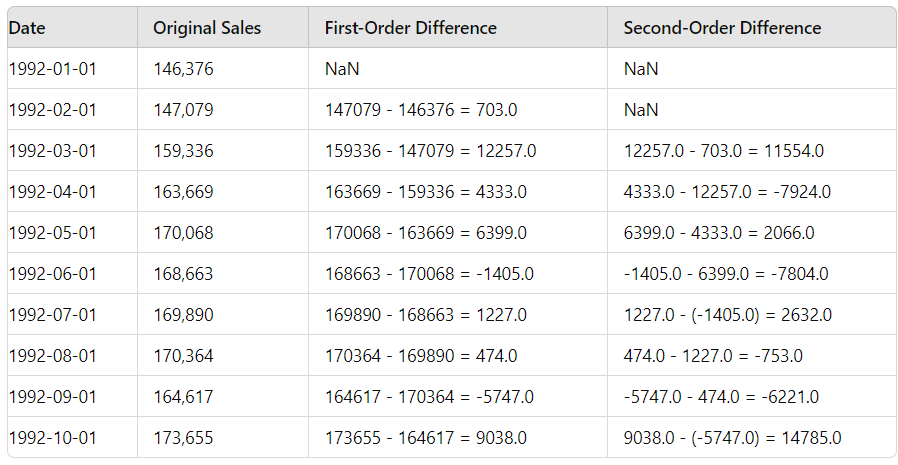 Date Original Sales First-Order Difference Second-Order Difference
1992-01-01 146,376 NaN NaN
1992-02-01 147,079 147079 - 146376 = 703.0 NaN
1992-03-01 159,336 159336 - 147079 = 12257.0 12257.0 - 703.0 = 11554.0
1992-04-01 163,669 163669 - 159336 = 4333.0 4333.0 - 12257.0 = -7924.0
1992-05-01 170,068 170068 - 163669 = 6399.0 6399.0 - 4333.0 = 2066.0
1992-06-01 168,663 168663 - 170068 = -1405.0 -1405.0 - 6399.0 = -7804.0
1992-07-01 169,890 169890 - 168663 = 1227.0 1227.0 - (-1405.0) = 2632.0
1992-08-01 170,364 170364 - 169890 = 474.0 474.0 - 1227.0 = -753.0
1992-09-01 164,617 164617 - 170364 = -5747.0 -5747.0 - 474.0 = -6221.0
1992-10-01 173,655 173655 - 164617 = 9038.0 9038.0 - (-5747.0) = 14785.0